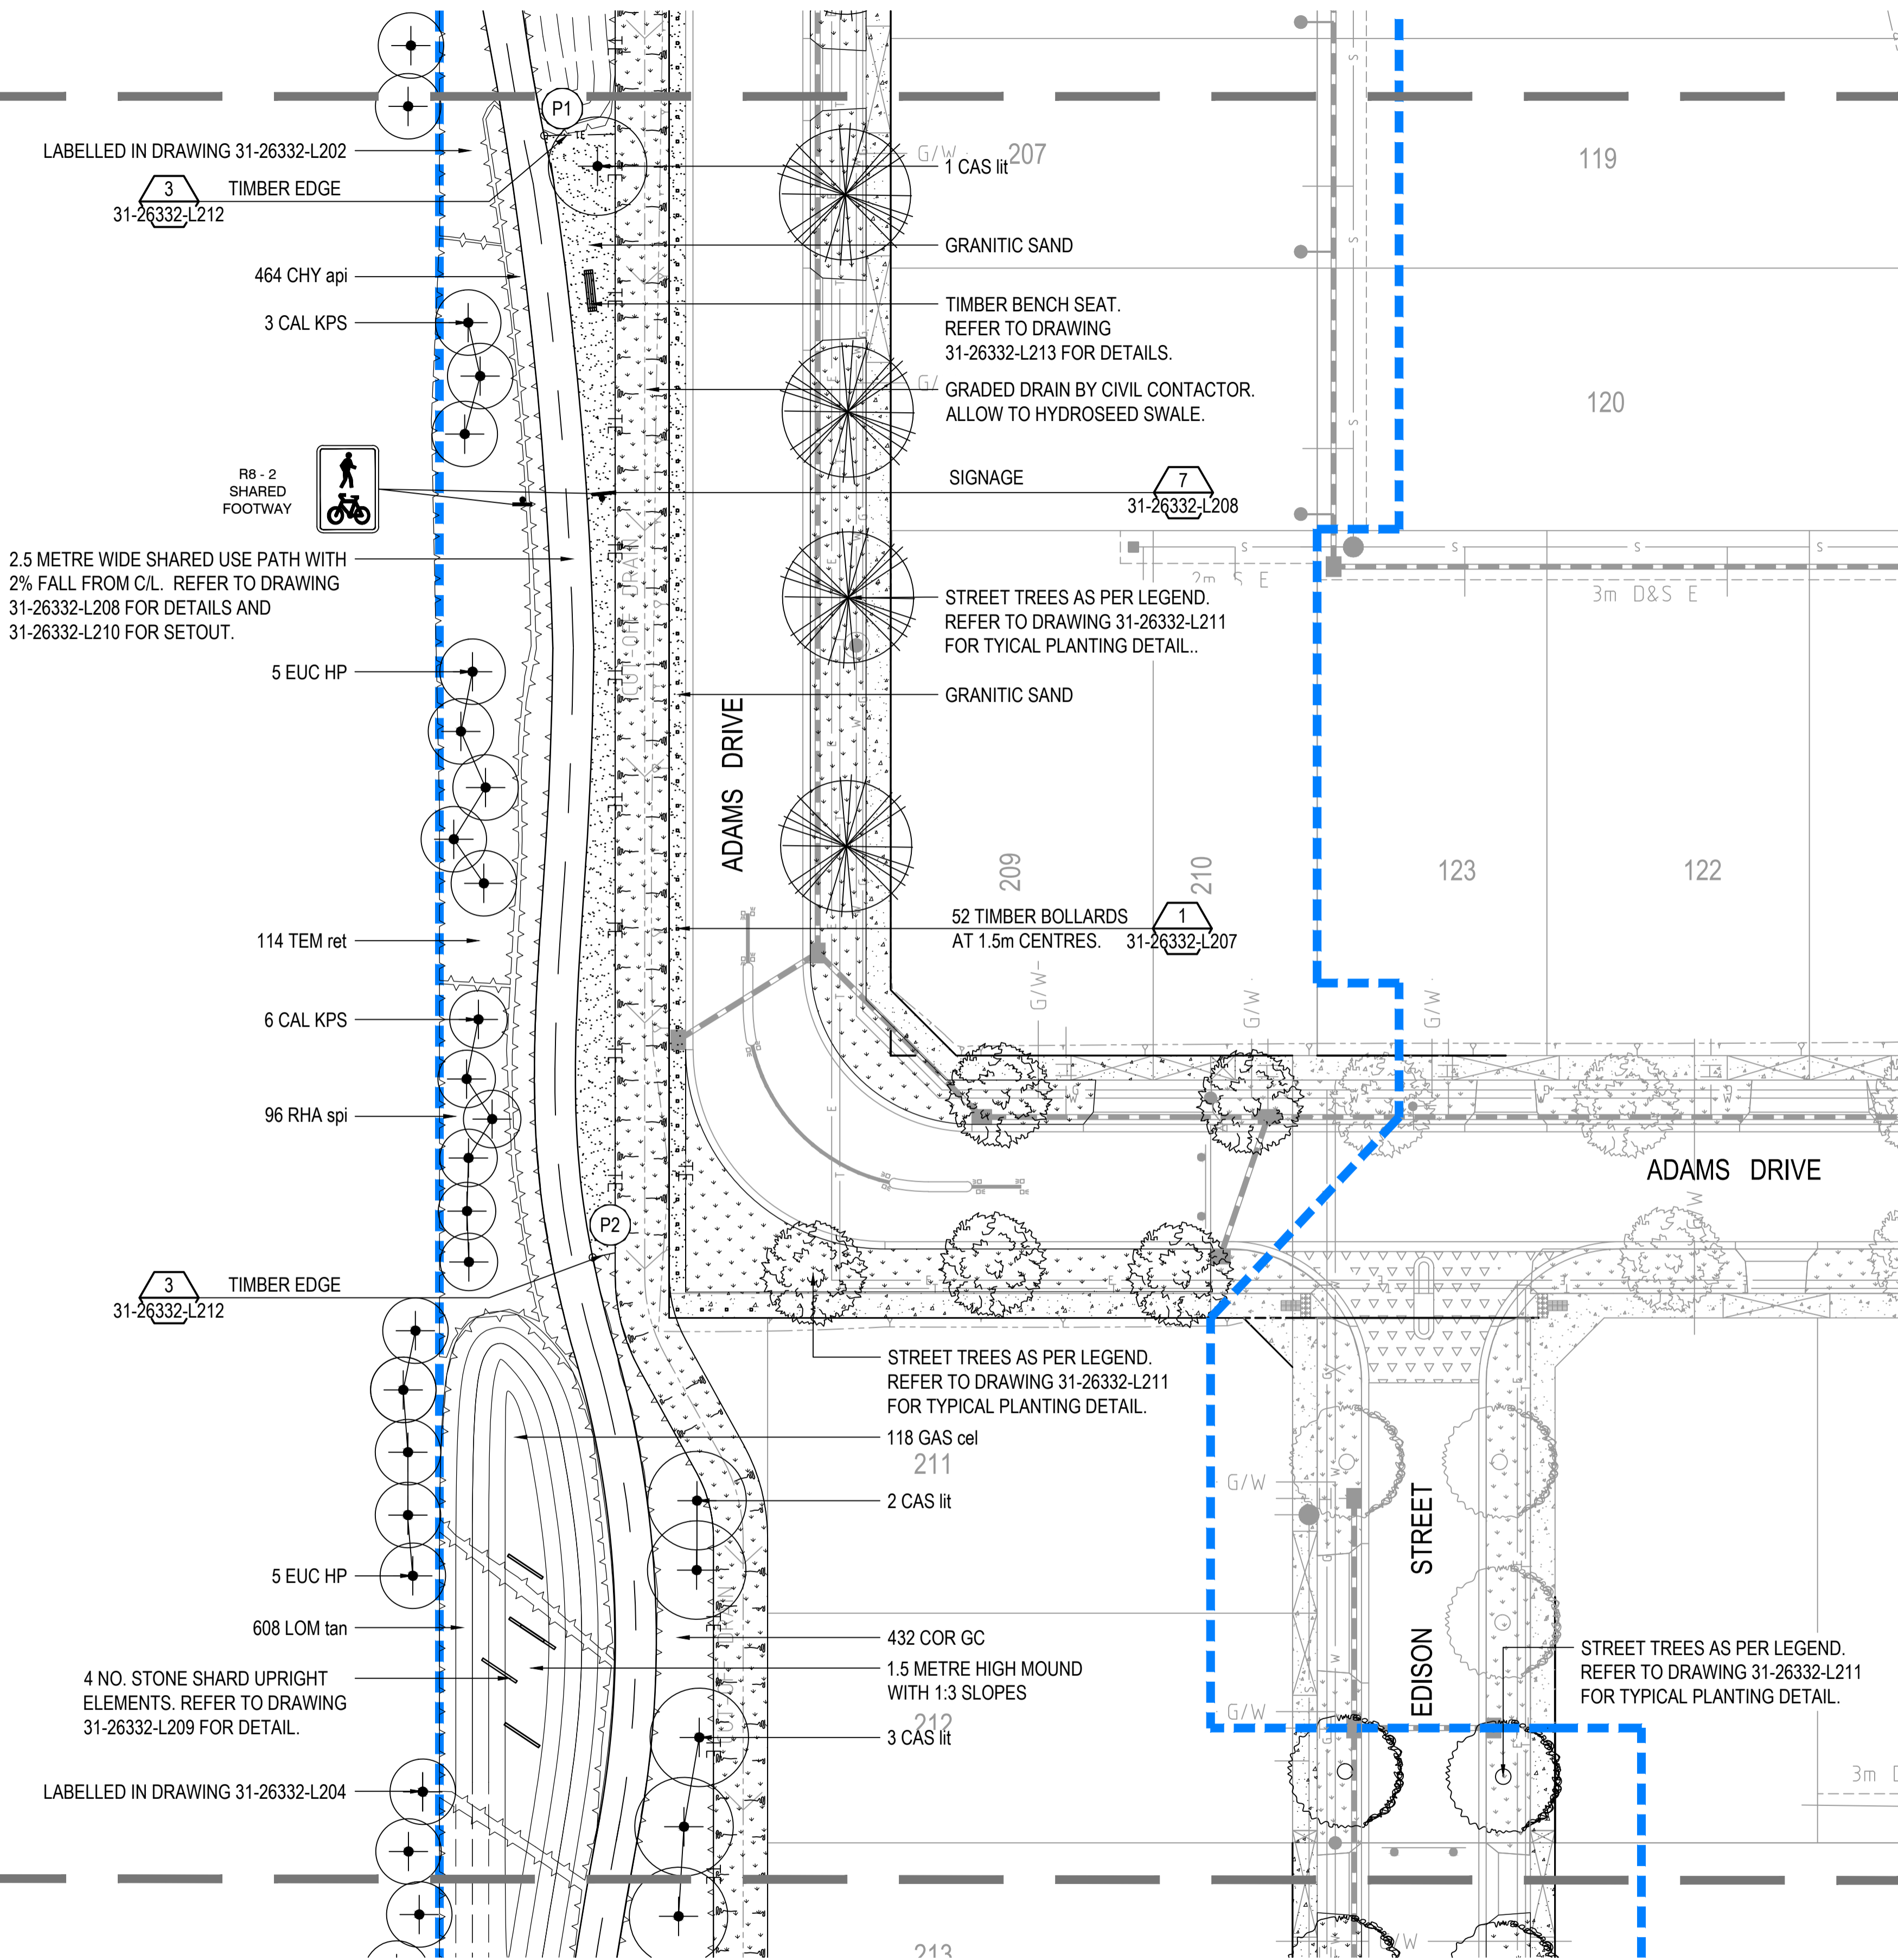 P1
LABELLED IN DRAWING 31-26332-L202
3
TIMBER EDGE
31-26332-L212
464 CHY api
3 CAL KPS
R8 - 2
SHARED
FOOTWAY
2.5 METRE WIDE SHARED USE PATH WITH
2% FALL FROM C/L. REFER TO DRAWING
31-26332-L208 FOR DETAILS AND
31-26332-L210 FOR SETOUT.
5 EUC HP
114 TEM ret
6 CAL KPS
96 RHA spi
P2
3
TIMBER EDGE
31-26332-L212
5 EUC HP
608 LOM tan
4 NO. STONE SHARD UPRIGHT
ELEMENTS. REFER TO DRAWING
31-26332-L209 FOR DETAIL.
LABELLED IN DRAWING 31-26332-L204
G/W
207
1 CAS lit
GRANITIC SAND
TIMBER BENCH SEAT.
REFER TO DRAWING
31-26332-L213 FOR DETAILS.
G/
GRADED DRAIN BY CIVIL CONTACTOR.
ALLOW TO HYDROSEED SWALE.
SIGNAGE
7
31-26332-L208
STREET TREES AS PER LEGEND.
REFER TO DRAWING 31-26332-L211
FOR TYICAL PLANTING DETAIL..
GRANITIC SAND
CUT-OFF DRAIN
ADAMS DRIVE
209
210
52 TIMBER BOLLARDS
AT 1.5m CENTRES.
1
31-26332-L207
119
120
2m S E
3m D&S E
123
122
G/W
G/W
G/W
ADAMS DRIVE
STREET TREES AS PER LEGEND.
REFER TO DRAWING 31-26332-L211
FOR TYPICAL PLANTING DETAIL.
118 GAS cel
211
2 CAS lit
CUT-OFF DRAIN
432 COR GC
1.5 METRE HIGH MOUND
WITH 1:3 SLOPES
212
3 CAS lit
213
G/W
G/W
EDISON STREET
STREET TREES AS PER LEGEND.
REFER TO DRAWING 31-26332-L211
FOR TYPICAL PLANTING DETAIL.
3m D
G/W